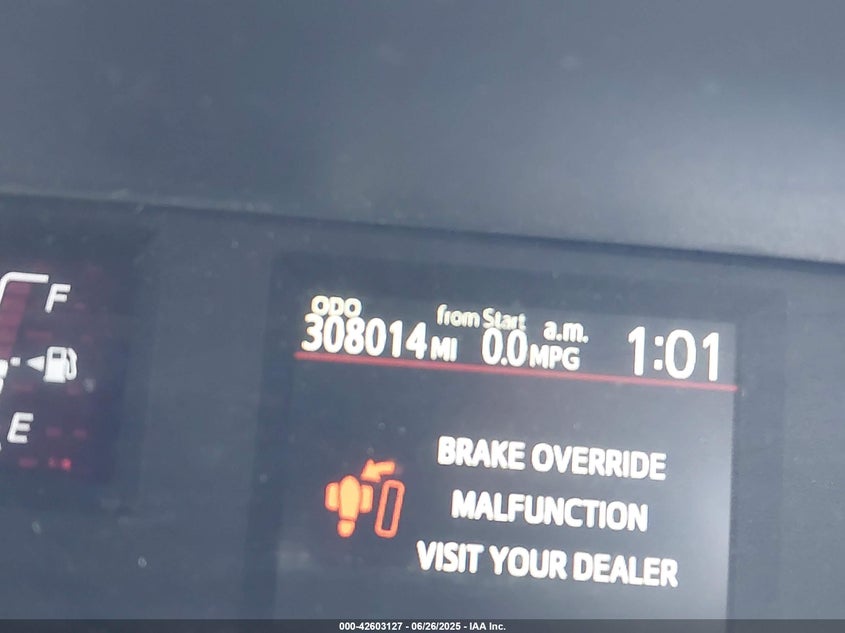 F
E
ODO from Start a.m. 1:01
308014 MI 0.0 MPG
BRAKE OVERRIDE
MALFUNCTION
VISIT YOUR DEALER
000-42603127 - 06/26/2025 - IAA Inc.